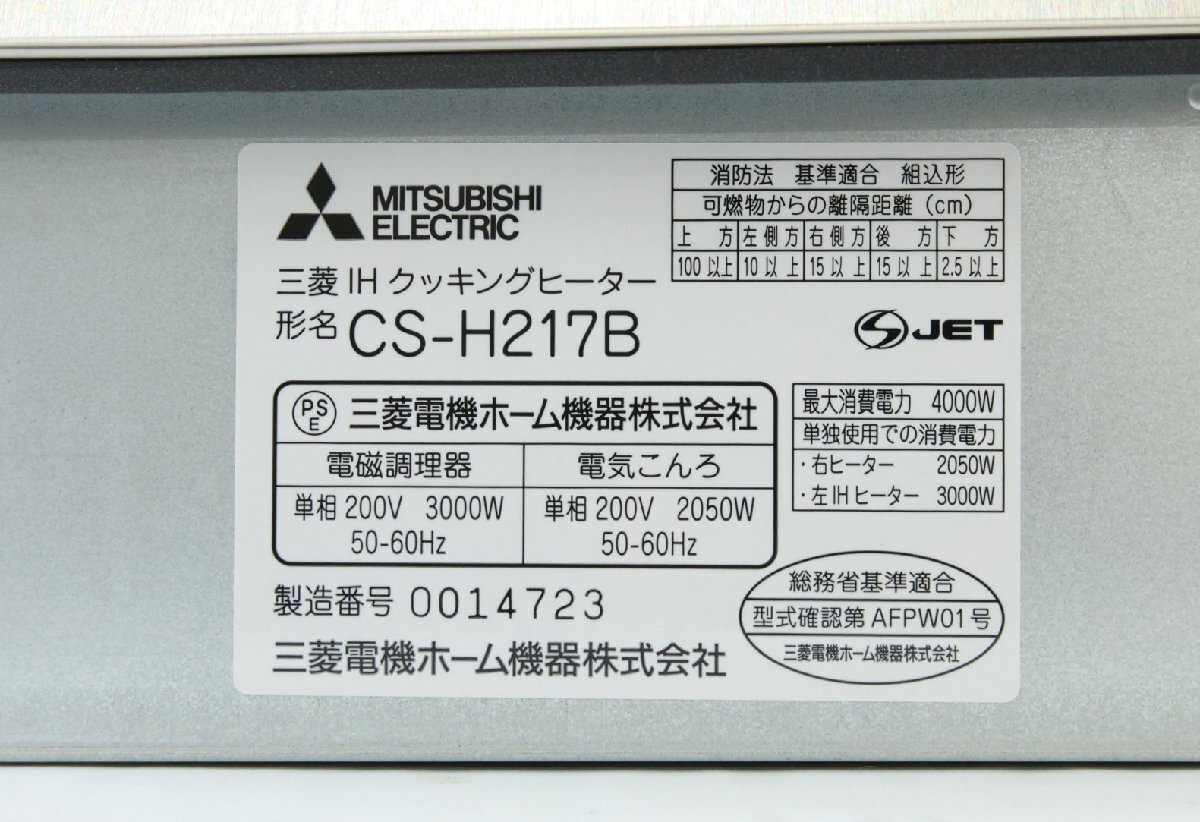 MITSUBISHI
ELECTRIC
三菱 IH クッキングヒーター
形名 CS-H217B
消防法 基準適合 組込形
可燃物からの離隔距離(cm)
上方 左側方 右側方 後方 下方
100以上 10以上 15以上 15以上 2.5以上
S JET
PSE 三菱電機ホーム機器株式会社
電磁調理器 電気こんろ
単相 200V 3000W 単相 200V 2050W
50-60Hz 50-60Hz
最大消費電力 4000W
単独使用での消費電力
・右ヒーター 2050W
・左IHヒーター 3000W
製造番号 0014723
三菱電機ホーム機器株式会社
総務省基準適合
型式確認第 AFPW01号
三菱電機ホーム機器株式会社